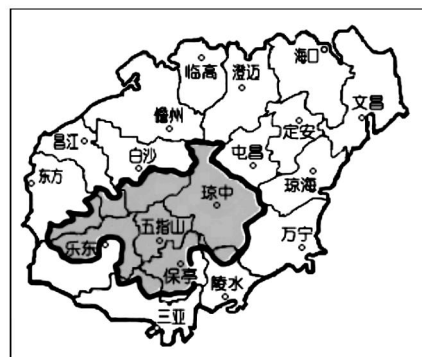 海口
临高
澄迈
文昌
儋州
定安
昌江
屯昌
白沙
琼海
东方
琼中
五指山
万宁
乐东
保亭
陵水
三亚